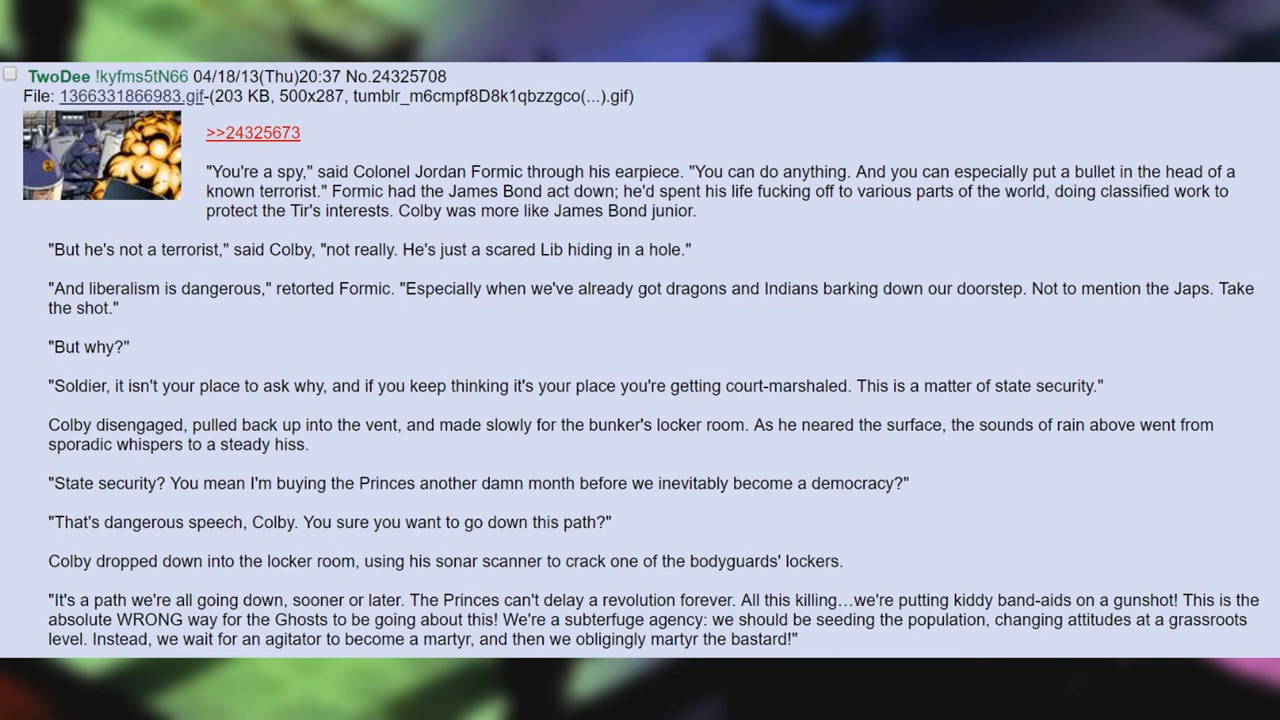 TwoDee !kyfms5tN66 04/18/13(Thu)20:37 No.24325708
File: 1366331866983.gif-(203 KB, 500x287, tumblr_m6cmpf8D8k1qbzzgco(...).gif)
>>24325673
"You're a spy," said Colonel Jordan Formic through his earpiece. "You can do anything. And you can especially put a bullet in the head of a
known terrorist." Formic had the James Bond act down; he'd spent his life fucking off to various parts of the world, doing classified work to
protect the Tir's interests. Colby was more like James Bond junior.
"But he's not a terrorist," said Colby, "not really. He's just a scared Lib hiding in a hole."
"And liberalism is dangerous," retorted Formic. "Especially when we've already got dragons and Indians barking down our doorstep. Not to mention the Japs. Take
the shot."
"But why?"
"Soldier, it isn't your place to ask why, and if you keep thinking it's your place you're getting court-marshaled. This is a matter of state security."
Colby disengaged, pulled back up into the vent, and made slowly for the bunker's locker room. As he neared the surface, the sounds of rain above went from
sporadic whispers to a steady hiss.
"State security? You mean I'm buying the Princes another damn month before we inevitably become a democracy?"
"That's dangerous speech, Colby. You sure you want to go down this path?"
Colby dropped down into the locker room, using his sonar scanner to crack one of the bodyguards' lockers.
"It's a path we're all going down, sooner or later. The Princes can't delay a revolution forever. All this killing…we're putting kiddy band-aids on a gunshot! This is the
absolute WRONG way for the Ghosts to be going about this! We're a subterfuge agency: we should be seeding the population, changing attitudes at a grassroots
level. Instead, we wait for an agitator to become a martyr, and then we obligingly martyr the bastard!"